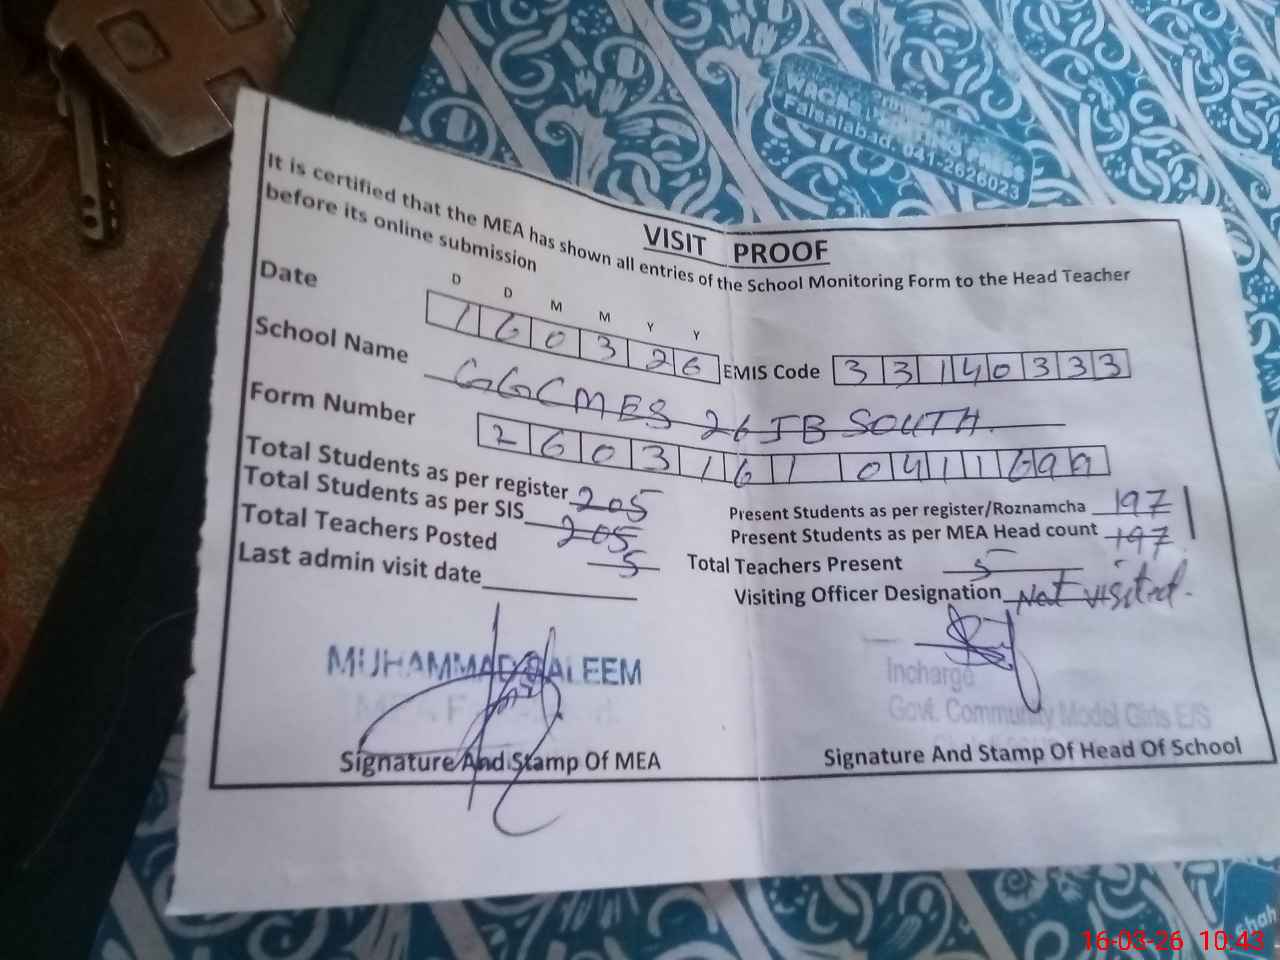 WAQAS PRINTING PRESS
Faisalabad. 041-2626023
VISIT PROOF
It is certified that the MEA has shown all entries of the School Monitoring Form to the Head Teacher
before its online submission
D D M M Y Y
Date 1 6 0 3 2 6 EMIS Code 3 3 1 4 0 3 3 3
School Name GGCMES 26 JB SOUTH.
Form Number 2 6 0 3 1 6 1 0 4 1 1 6 9 9
Total Students as per register 205
Total Students as per SIS 205
Total Teachers Posted 5
Last admin visit date
Present Students as per register/Roznamcha 197
Present Students as per MEA Head count 197
Total Teachers Present 5
Visiting Officer Designation Not visited.
MUHAMMAD SALEEM
Signature And Stamp Of MEA
Incharge
Govt. Community Model Girls E/S
Signature And Stamp Of Head Of School
shah
16-03-26 10:43